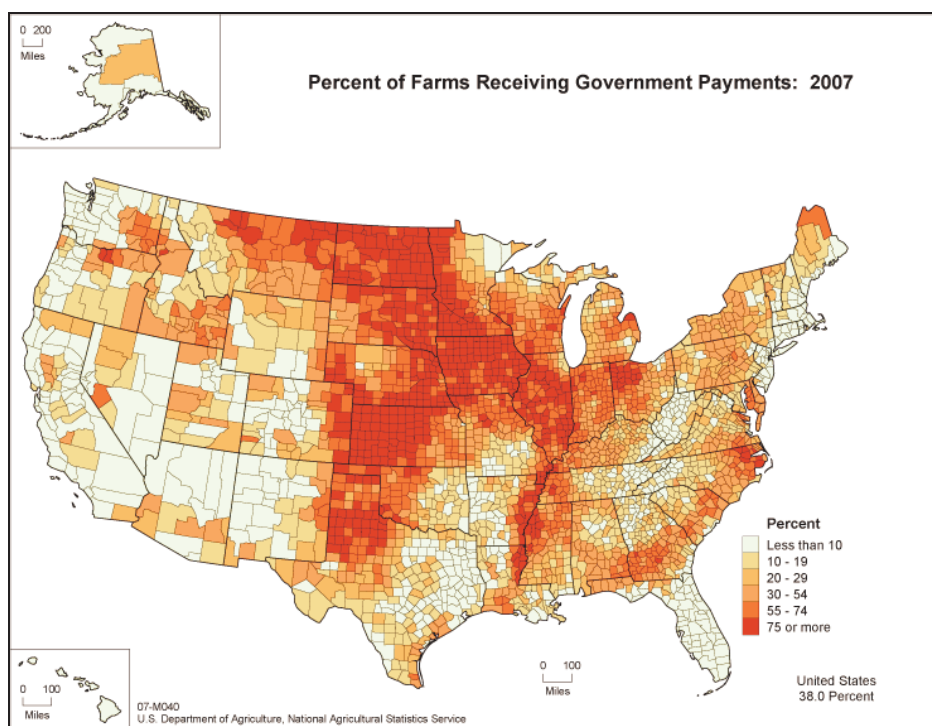 0 200
Miles
Percent of Farms Receiving Government Payments: 2007
Percent
Less than 10
10 - 19
20 - 29
30 - 54
55 - 74
75 or more
0 100
Miles
0 100
Miles
United States
38.0 Percent
07-M040
U.S. Department of Agriculture, National Agricultural Statistics Service